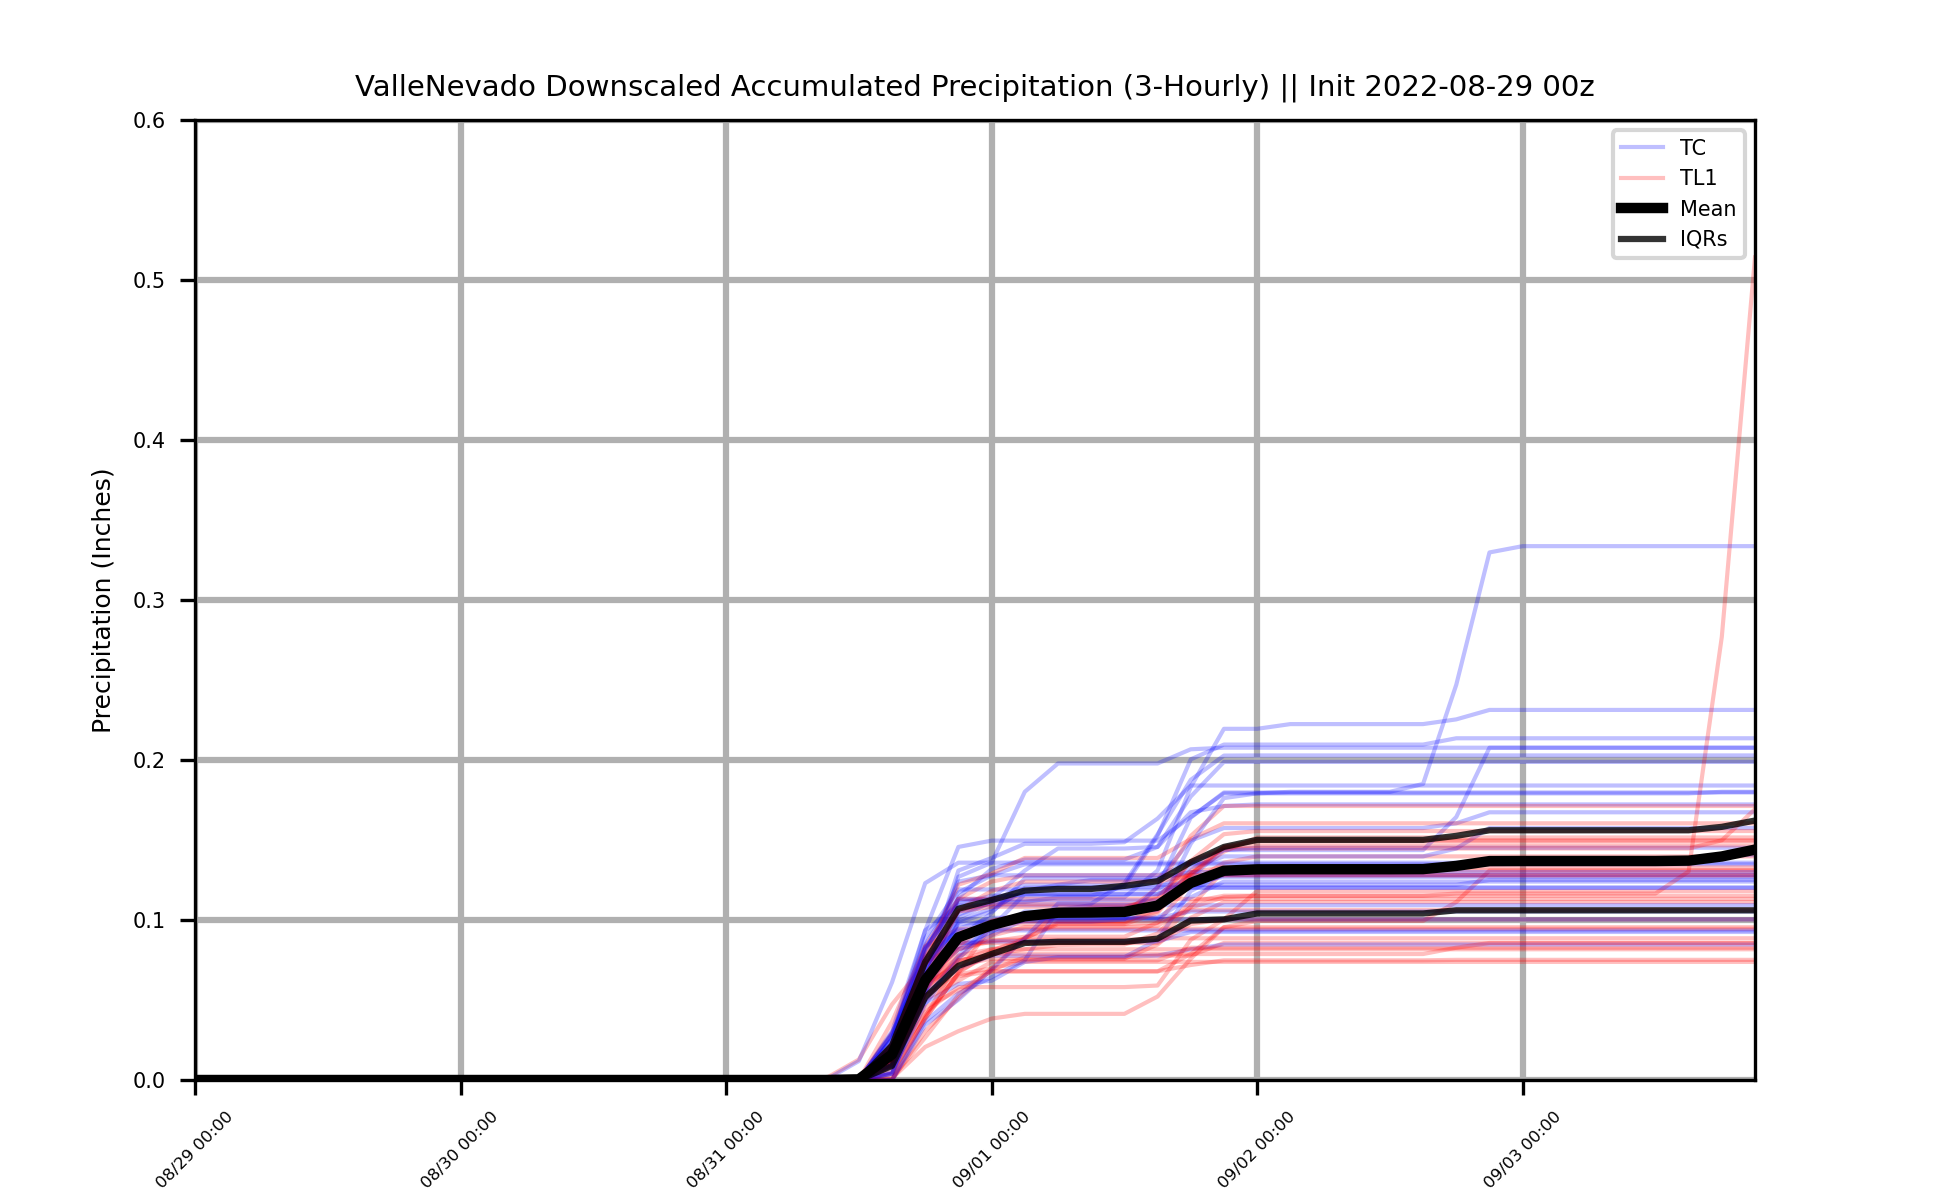 ValleNevado Downscaled Accumulated Precipitation (3-Hourly) || Init 2022-08-29 00z
TC
TL1
Mean
IQRs
Precipitation (Inches)
0.6
0.5
0.4
0.3
0.2
0.1
0.0
08/29 00:00
08/30 00:00
08/31 00:00
09/01 00:00
09/02 00:00
09/03 00:00